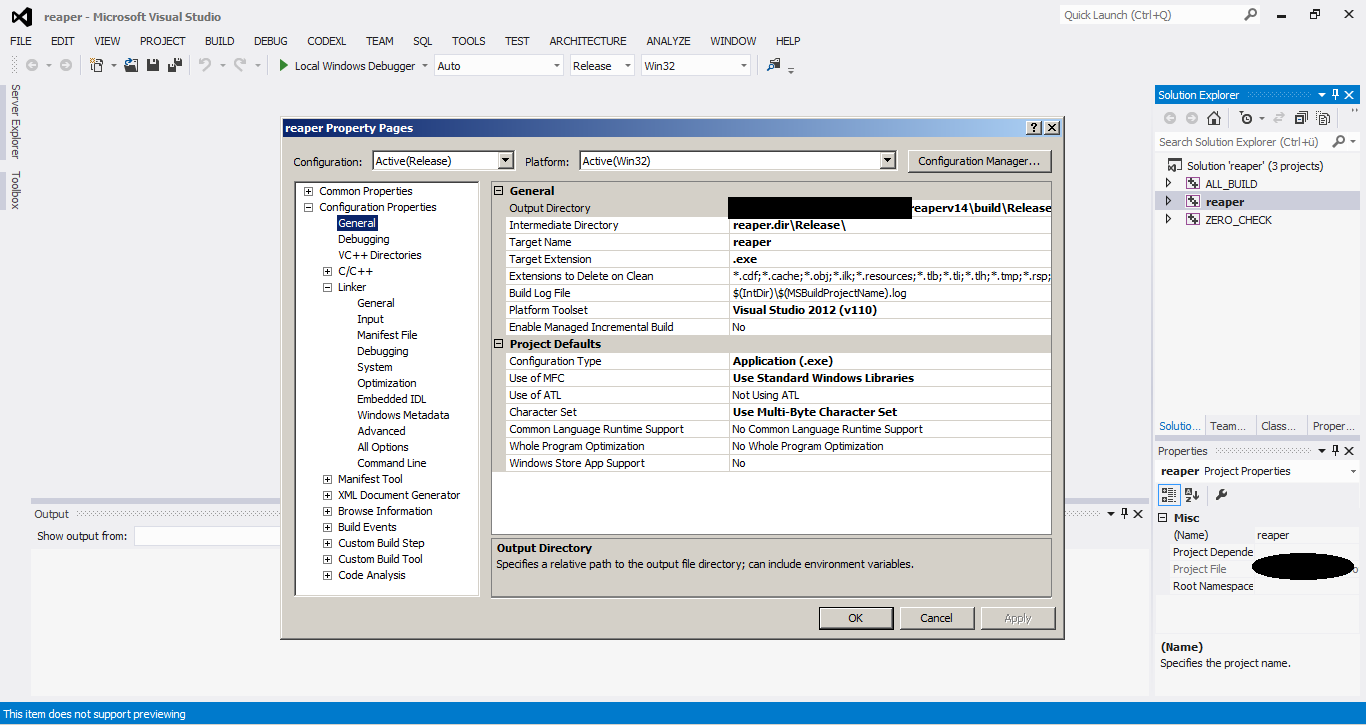 reaper - Microsoft Visual Studio
Quick Launch (Ctrl+Q)
FILE EDIT VIEW PROJECT BUILD DEBUG CODEXL TEAM SQL TOOLS TEST ARCHITECTURE ANALYZE WINDOW HELP
Local Windows Debugger Auto Release Win32
Server Explorer
Toolbox
reaper Property Pages
Configuration: Active(Release) Platform: Active(Win32) Configuration Manager...
Common Properties
Configuration Properties
General
Debugging
VC++ Directories
C/C++
Linker
General
Input
Manifest File
Debugging
System
Optimization
Embedded IDL
Windows Metadata
Advanced
All Options
Command Line
Manifest Tool
XML Document Generator
Browse Information
Build Events
Custom Build Step
Custom Build Tool
Code Analysis
General
Output Directory reaperv14\build\Release
Intermediate Directory reaper.dir\Release\
Target Name reaper
Target Extension .exe
Extensions to Delete on Clean *.cdf;*.cache;*.obj;*.ilk;*.resources;*.tlb;*.tli;*.tlh;*.tmp;*.rsp;
Build Log File $(IntDir)\$(MSBuildProjectName).log
Platform Toolset Visual Studio 2012 (v110)
Enable Managed Incremental Build No
Project Defaults
Configuration Type Application (.exe)
Use of MFC Use Standard Windows Libraries
Use of ATL Not Using ATL
Character Set Use Multi-Byte Character Set
Common Language Runtime Support No Common Language Runtime Support
Whole Program Optimization No Whole Program Optimization
Windows Store App Support No
Output Directory
Specifies a relative path to the output file directory; can include environment variables.
OK Cancel Apply
Solution Explorer
Search Solution Explorer (Ctrl+ü)
Solution 'reaper' (3 projects)
ALL_BUILD
reaper
ZERO_CHECK
Solutio... Team... Class... Proper...
Properties
reaper Project Properties
Misc
(Name) reaper
Project Depende
Project File
Root Namespace
(Name)
Specifies the project name.
Output
Show output from:
This item does not support previewing